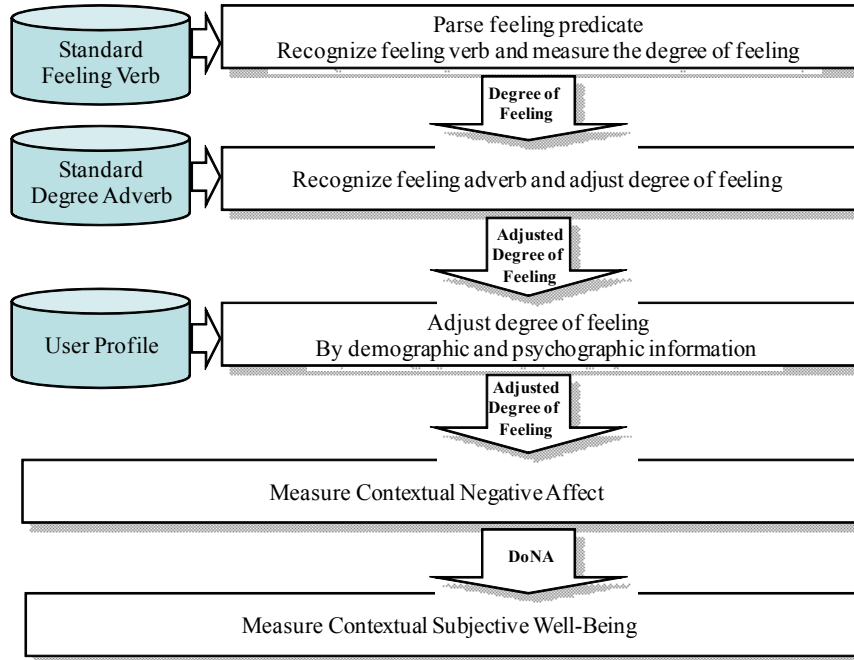 Standard
Feeling Verb
Parse feeling predicate
Recognize feeling verb and measure the degree of feeling
Degree of
Feeling
Standard
Degree Adverb
Recognize feeling adverb and adjust degree of feeling
Adjusted
Degree of
Feeling
User Profile
Adjust degree of feeling
By demographic and psychographic information
Adjusted
Degree of
Feeling
Measure Contextual Negative Affect
DoNA
Measure Contextual Subjective Well-Being